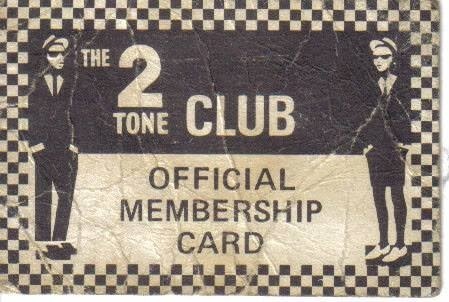 THE 2
TONE CLUB
OFFICIAL
MEMBERSHIP
CARD